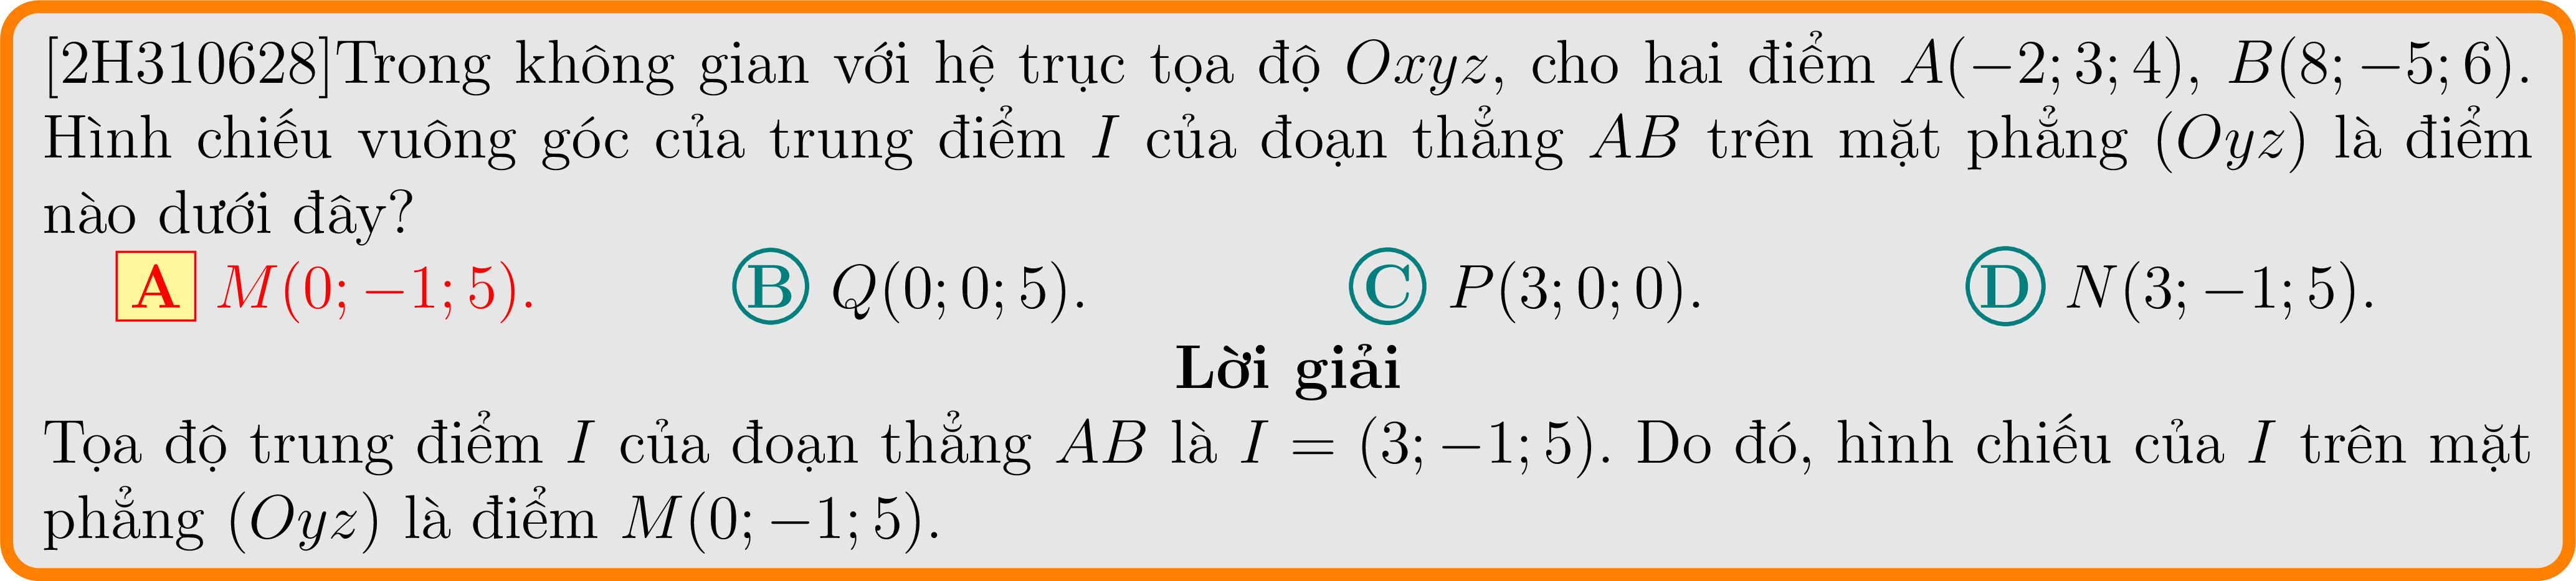 [2H310628]Trong không gian với hệ trục tọa độ Oxyz, cho hai điểm A(−2; 3; 4), B(8; −5; 6).
Hình chiếu vuông góc của trung điểm I của đoạn thẳng AB trên mặt phẳng (Oyz) là điểm
nào dưới đây?
A M(0; −1; 5). B Q(0; 0; 5). C P(3; 0; 0). D N(3; −1; 5).
Lời giải
Tọa độ trung điểm I của đoạn thẳng AB là I = (3; −1; 5). Do đó, hình chiếu của I trên mặt
phẳng (Oyz) là điểm M(0; −1; 5).